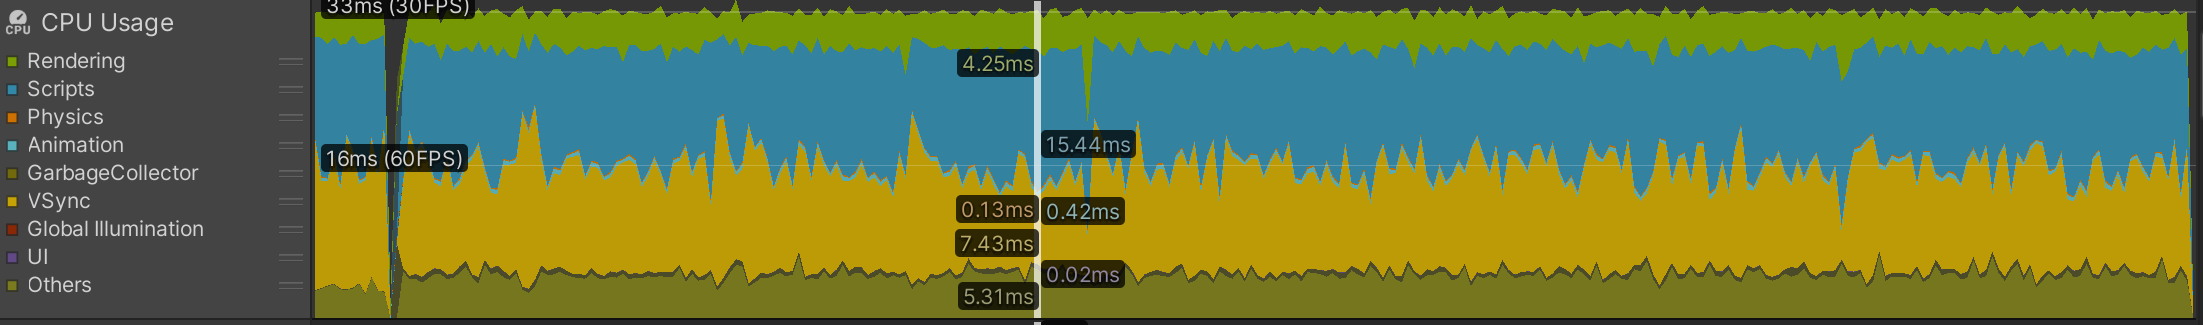 CPU
CPU Usage
Rendering
Scripts
Physics
Animation
GarbageCollector
VSync
Global Illumination
UI
Others
33ms (30FPS)
16ms (60FPS)
4.25ms
15.44ms
0.13ms
0.42ms
7.43ms
0.02ms
5.31ms